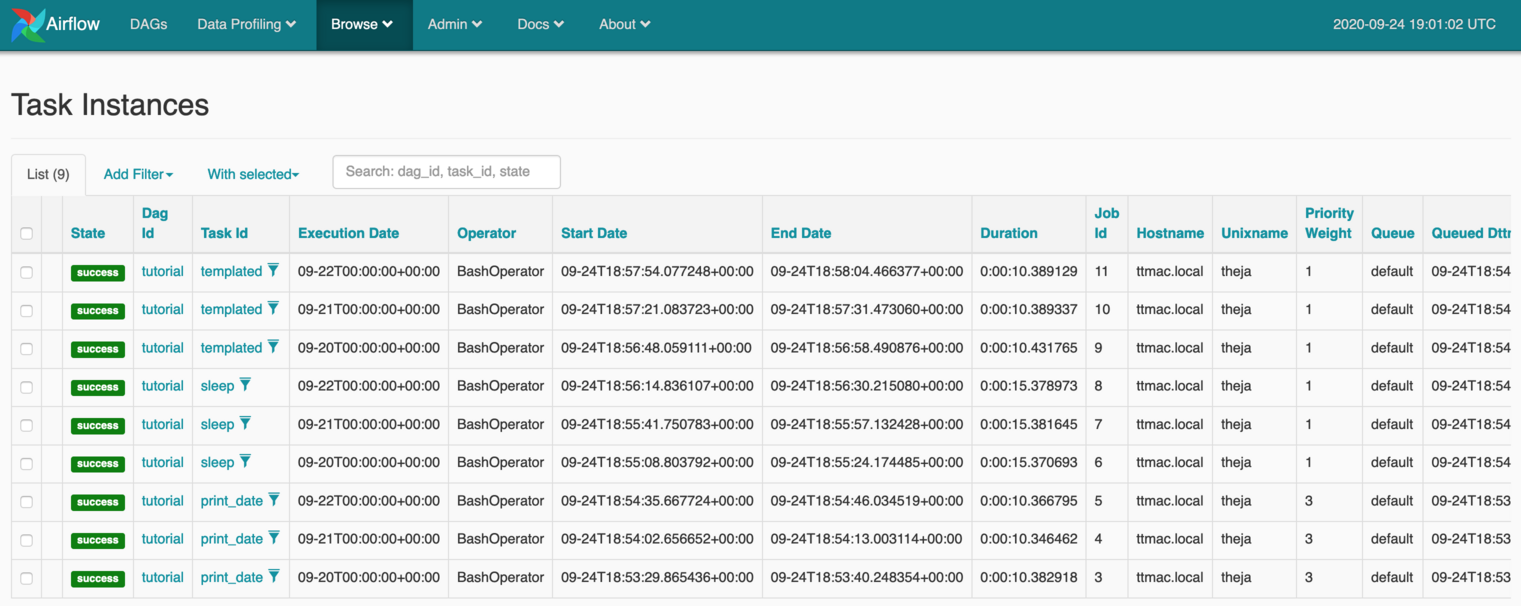 Airflow DAGs Data Profiling Browse Admin Docs About 2020-09-24 19:01:02 UTC
Task Instances
List (9) Add Filter With selected Search: dag_id, task_id, state
State Dag Id Task Id Execution Date Operator Start Date End Date Duration Job Id Hostname Unixname Priority Weight Queue Queued Dttm
success tutorial templated 09-22T00:00:00+00:00 BashOperator 09-24T18:57:54.077248+00:00 09-24T18:58:04.466377+00:00 0:00:10.389129 11 ttmac.local theja 1 default 09-24T18:54
success tutorial templated 09-21T00:00:00+00:00 BashOperator 09-24T18:57:21.083723+00:00 09-24T18:57:31.473060+00:00 0:00:10.389337 10 ttmac.local theja 1 default 09-24T18:54
success tutorial templated 09-20T00:00:00+00:00 BashOperator 09-24T18:56:48.059111+00:00 09-24T18:56:58.490876+00:00 0:00:10.431765 9 ttmac.local theja 1 default 09-24T18:54
success tutorial sleep 09-22T00:00:00+00:00 BashOperator 09-24T18:56:14.836107+00:00 09-24T18:56:30.215080+00:00 0:00:15.378973 8 ttmac.local theja 1 default 09-24T18:54
success tutorial sleep 09-21T00:00:00+00:00 BashOperator 09-24T18:55:41.750783+00:00 09-24T18:55:57.132428+00:00 0:00:15.381645 7 ttmac.local theja 1 default 09-24T18:54
success tutorial sleep 09-20T00:00:00+00:00 BashOperator 09-24T18:55:08.803792+00:00 09-24T18:55:24.174485+00:00 0:00:15.370693 6 ttmac.local theja 1 default 09-24T18:54
success tutorial print_date 09-22T00:00:00+00:00 BashOperator 09-24T18:54:35.667724+00:00 09-24T18:54:46.034519+00:00 0:00:10.366795 5 ttmac.local theja 3 default 09-24T18:53
success tutorial print_date 09-21T00:00:00+00:00 BashOperator 09-24T18:54:02.656652+00:00 09-24T18:54:13.003114+00:00 0:00:10.346462 4 ttmac.local theja 3 default 09-24T18:53
success tutorial print_date 09-20T00:00:00+00:00 BashOperator 09-24T18:53:29.865436+00:00 09-24T18:53:40.248354+00:00 0:00:10.382918 3 ttmac.local theja 3 default 09-24T18:53